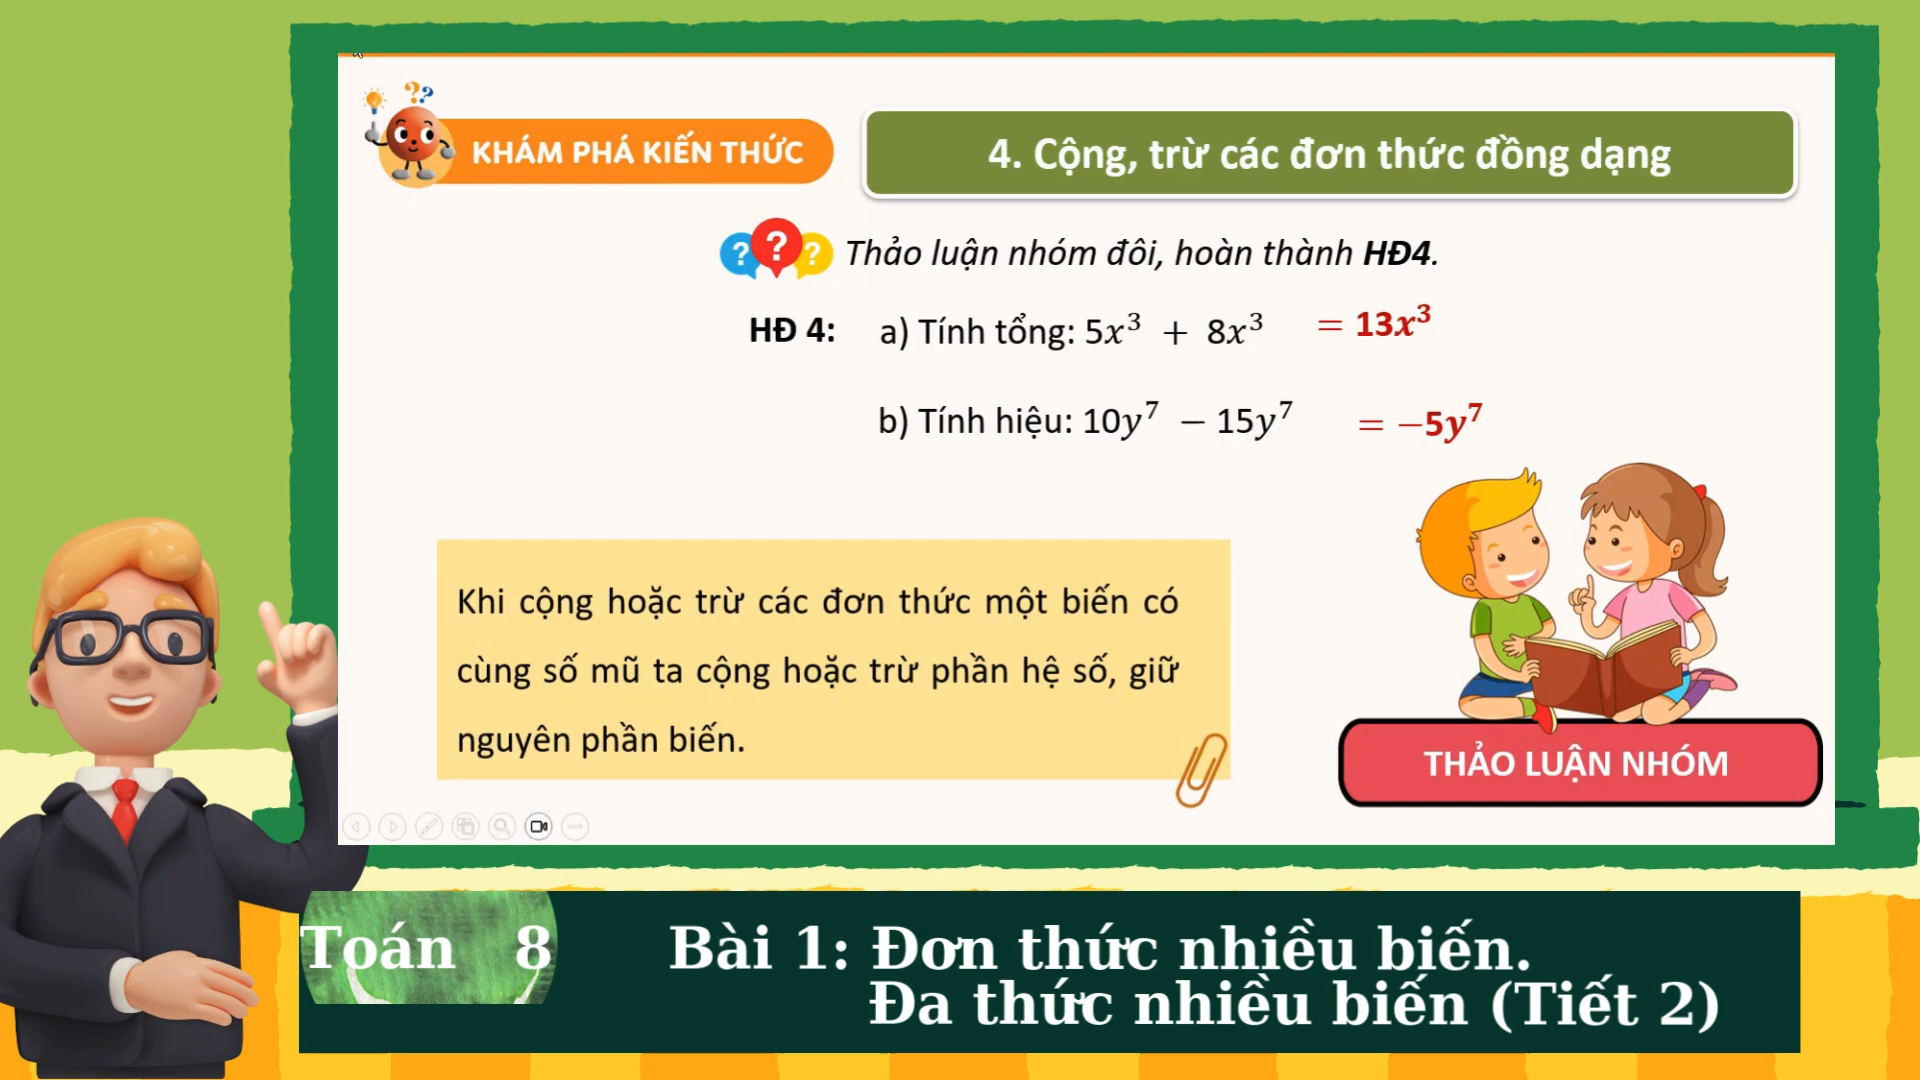 KHÁM PHÁ KIẾN THỨC
4. Cộng, trừ các đơn thức đồng dạng
? ? ?
??
Thảo luận nhóm đôi, hoàn thành HĐ4.
HĐ 4: a) Tính tổng: 5x³ + 8x³ = 13x³
b) Tính hiệu: 10y⁷ − 15y⁷ = −5y⁷
Khi cộng hoặc trừ các đơn thức một biến có
cùng số mũ ta cộng hoặc trừ phần hệ số, giữ
nguyên phần biến.
THẢO LUẬN NHÓM
Toán 8
Bài 1: Đơn thức nhiều biến.
Đa thức nhiều biến (Tiết 2)